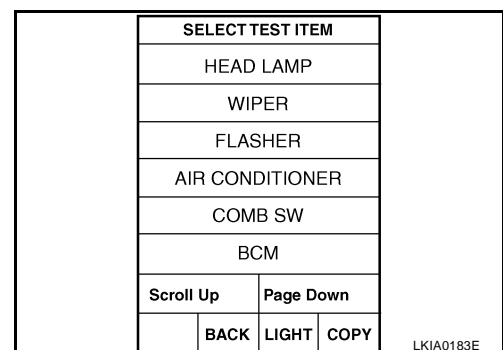 SELECT TEST ITEM
HEAD LAMP
WIPER
FLASHER
AIR CONDITIONER
COMB SW
BCM
Scroll Up Page Down
BACK LIGHT COPY
LKIA0183E